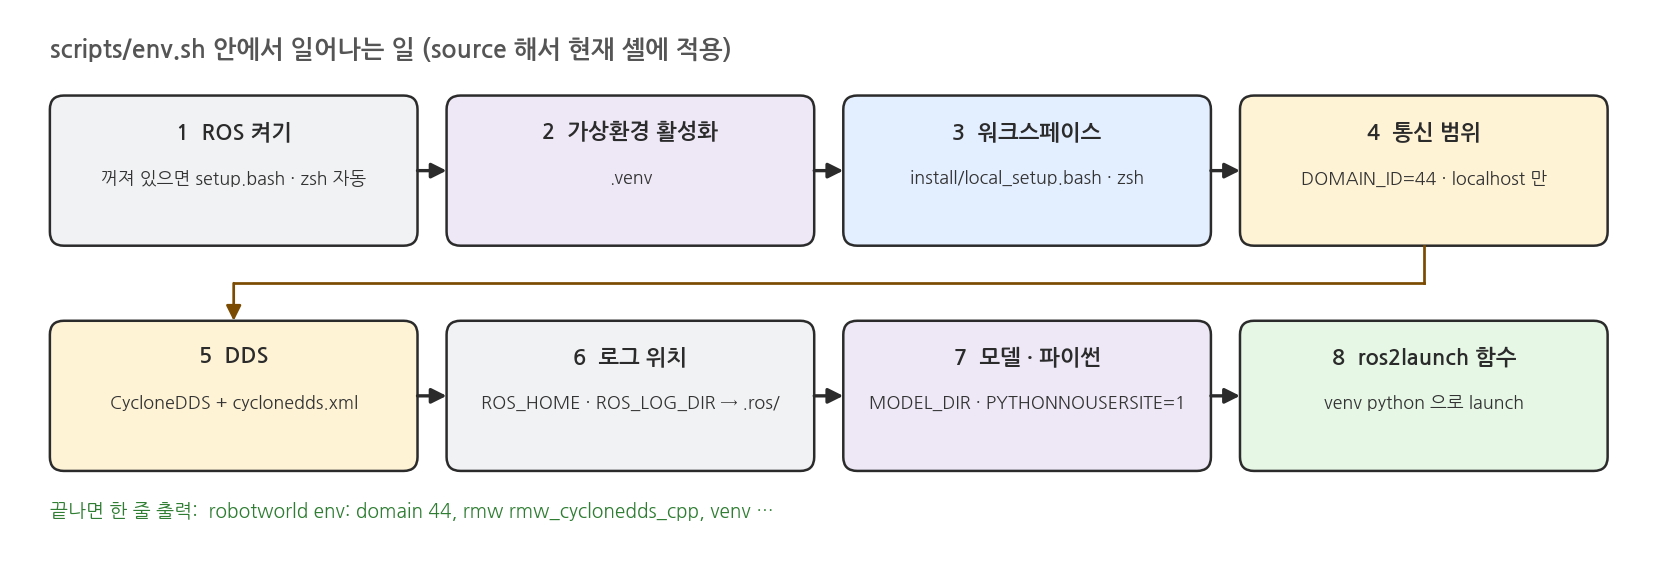 scripts/env.sh 안에서 일어나는 일 (source 해서 현재 셸에 적용)
1 ROS 켜기
꺼져 있으면 setup.bash · zsh 자동
2 가상환경 활성화
.venv
3 워크스페이스
install/local_setup.bash · zsh
4 통신 범위
DOMAIN_ID=44 · localhost 만
5 DDS
CycloneDDS + cyclonedds.xml
6 로그 위치
ROS_HOME · ROS_LOG_DIR → .ros/
7 모델 · 파이썬
MODEL_DIR · PYTHONNOUSERSITE=1
8 ros2launch 함수
venv python 으로 launch
끝나면 한 줄 출력: robotworld env: domain 44, rmw rmw_cyclonedds_cpp, venv ⋯